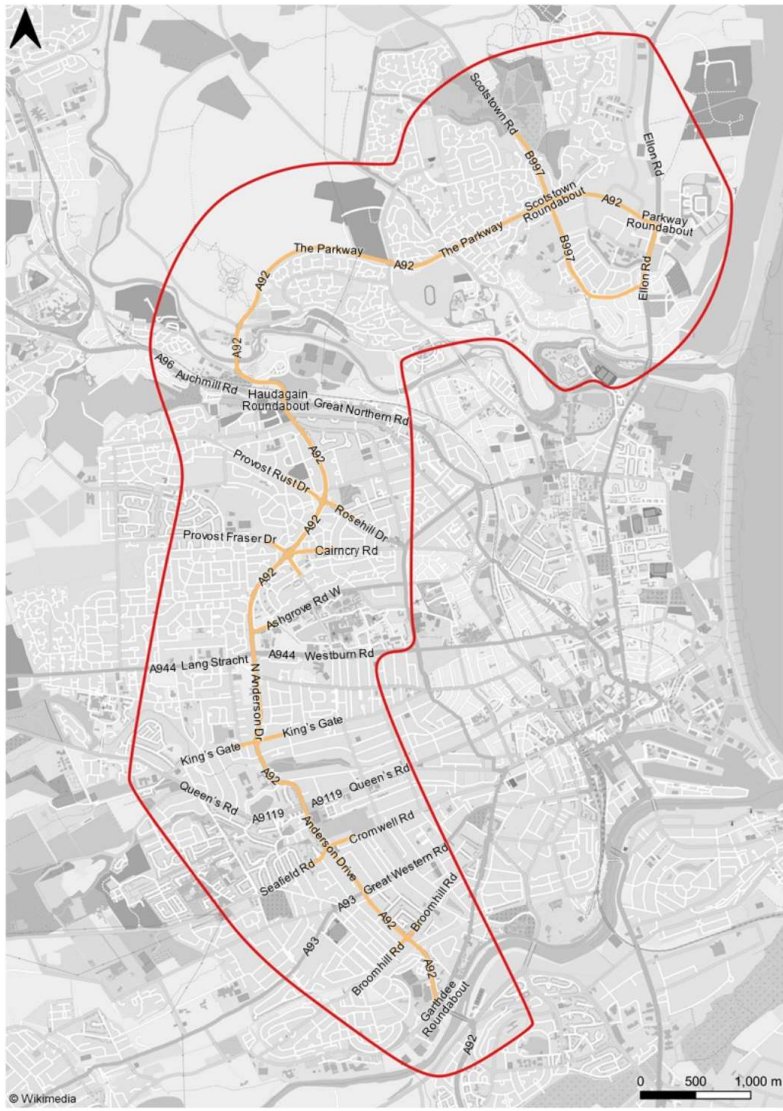 Scotstown Rd
Ellon Rd
B997
Scotstown
Roundabout
A92
Parkway
Roundabout
The Parkway
The Parkway
A92
B997
Ellon Rd
A92
A92
A96
Auchmill Rd
Haudagain
Roundabout
Great Northern Rd
A92
Provost Rust Dr
Rosehill Dr
A92
Provost Fraser Dr
Cairncry Rd
A92
Ashgrove Rd W
A944 Lang Stracht
A944 Westburn Rd
N Anderson Dr
King's Gate
King's Gate
A92
Queen's Rd
A9119
A9119 Queen's Rd
Anderson Drive
Cromwell Rd
Seafield Rd
A93 Great Western Rd
A93
A92
Broomhill Rd
Broomhill Rd
A92
Garthdee
Roundabout
A92
0 500 1,000 m
© Wikimedia